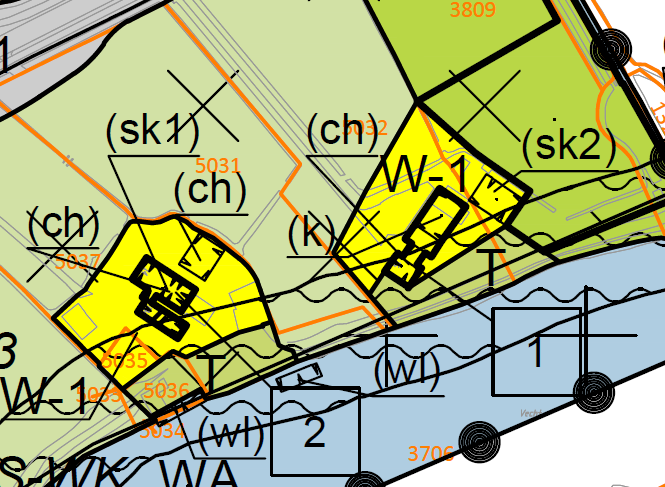 3809
1
(sk1)
(ch)
5032
(sk2)
5031
W-1
(ch)
(ch)
(k)
5037
T
3
5035
1
T
(wl)
5036
W-1
5033
5034
(wl)
2
3706
S-WK
WA